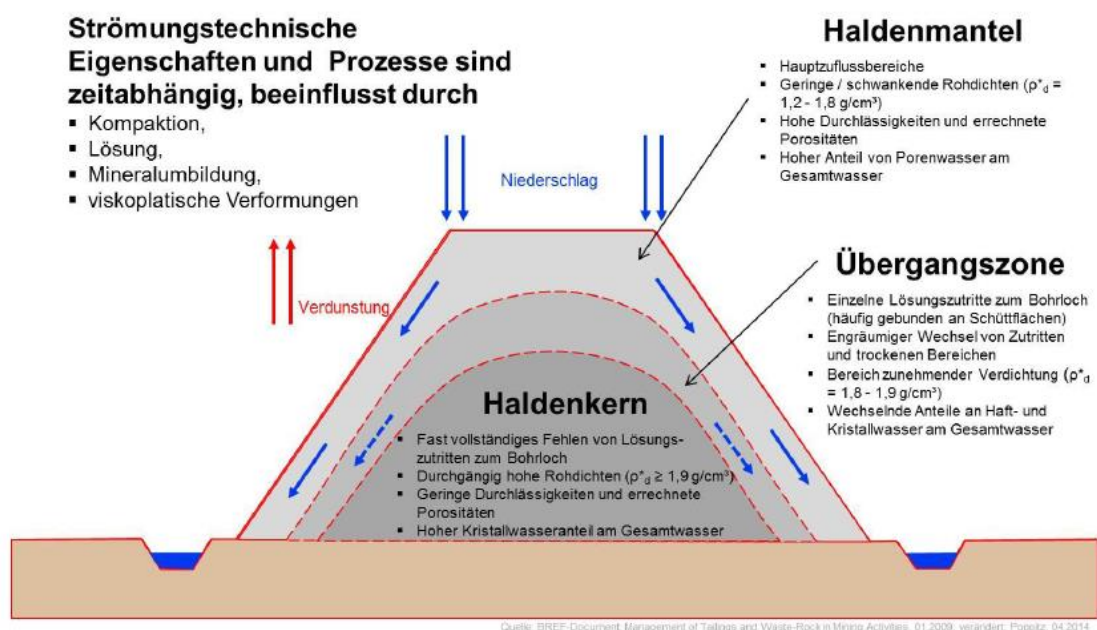 Strömungstechnische
Eigenschaften und Prozesse sind
zeitabhängig, beeinflusst durch
▪ Kompaktion,
▪ Lösung,
▪ Mineralumbildung,
▪ viskoplatische Verformungen
Haldenmantel
▪ Hauptzuflussbereiche
▪ Geringe / schwankende Rohdichten (ρ*d =
1,2 - 1,8 g/cm³)
▪ Hohe Durchlässigkeiten und errechnete
Porositäten
▪ Hoher Anteil von Porenwasser am
Gesamtwasser
Niederschlag
Verdunstung
Übergangszone
▪ Einzelne Lösungszutritte zum Bohrloch
(häufig gebunden an Schüttflächen)
▪ Engräumiger Wechsel von Zutritten
und trockenen Bereichen
▪ Bereich zunehmender Verdichtung (ρ*d
= 1,8 - 1,9 g/cm³)
▪ Wechselnde Anteile an Haft- und
Kristallwasser am Gesamtwasser
Haldenkern
▪ Fast vollständiges Fehlen von Lösungs-
zutritten zum Bohrloch
▪ Durchgängig hohe Rohdichten (ρ*d ≥ 1,9 g/cm³)
▪ Geringe Durchlässigkeiten und errechnete
Porositäten
▪ Hoher Kristallwasseranteil am Gesamtwasser
Quelle: BREF-Document: Management of Tailings and Waste-Rock in Mining Activities, 01.2009; verändert: Poppitz, 04.2014